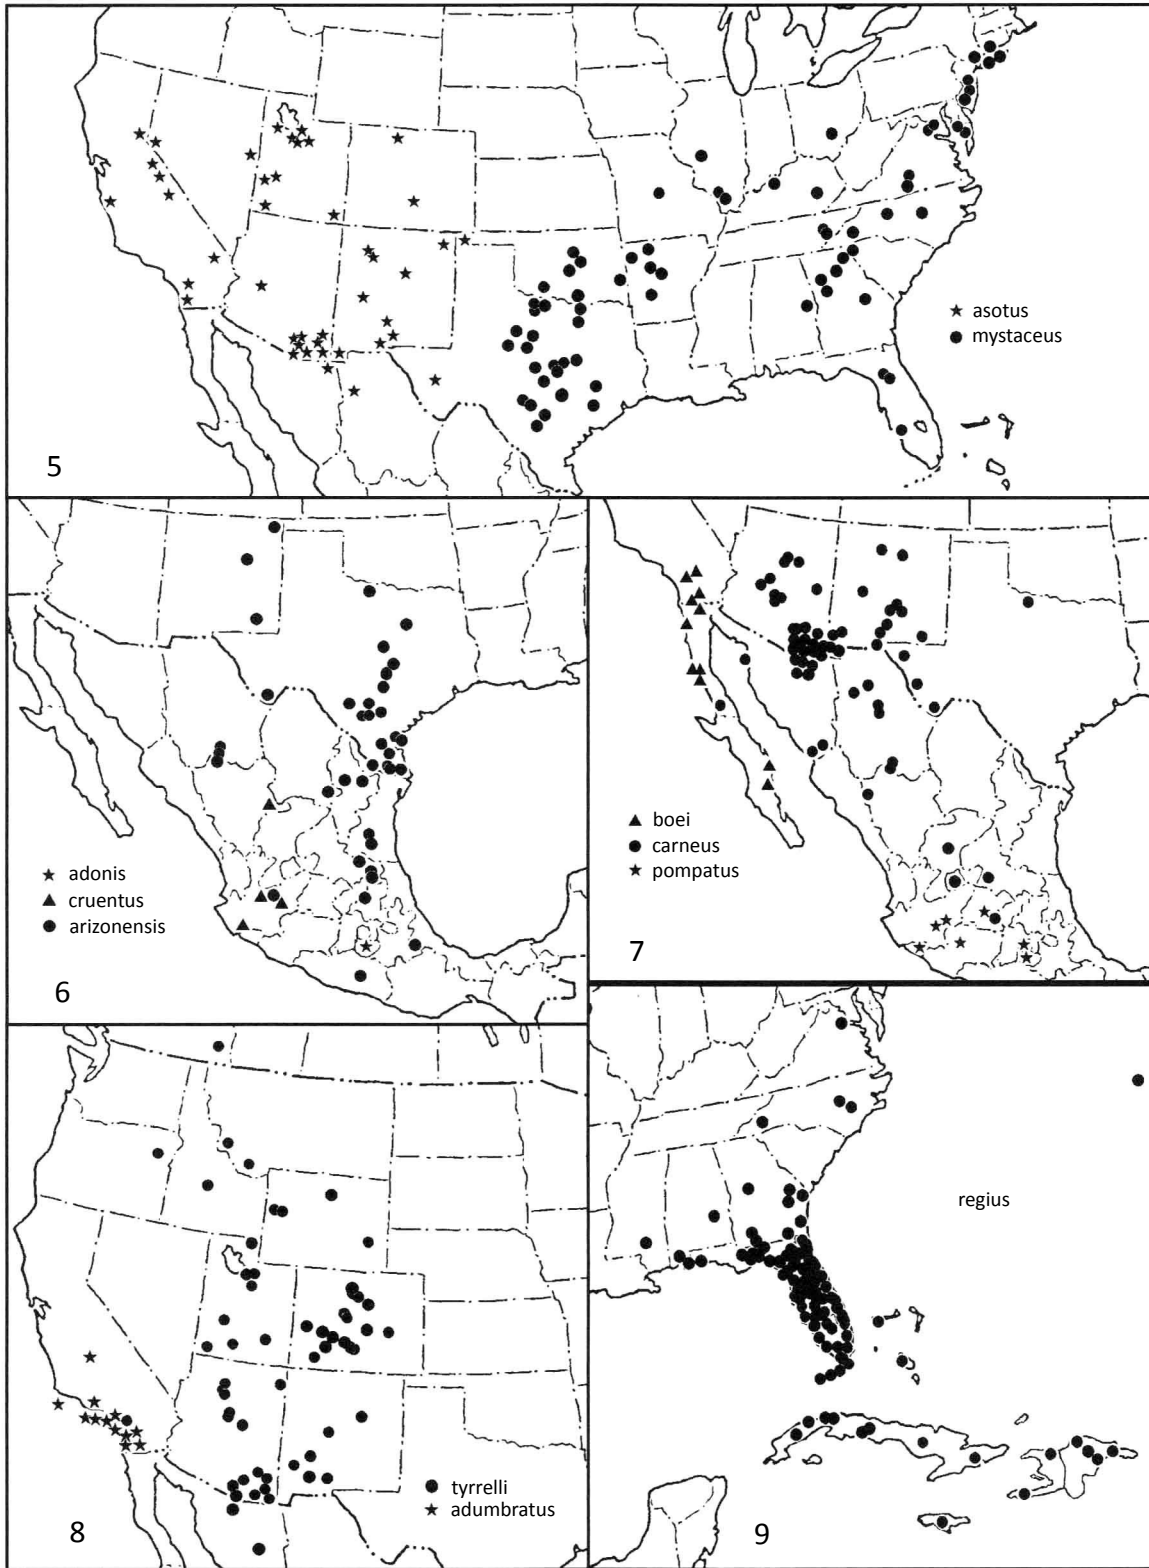 asotus
mystaceus
5
adonis
cruentus
arizonensis
6
boei
carneus
pompatus
7
tyrrelli
adumbratus
8
regius
9